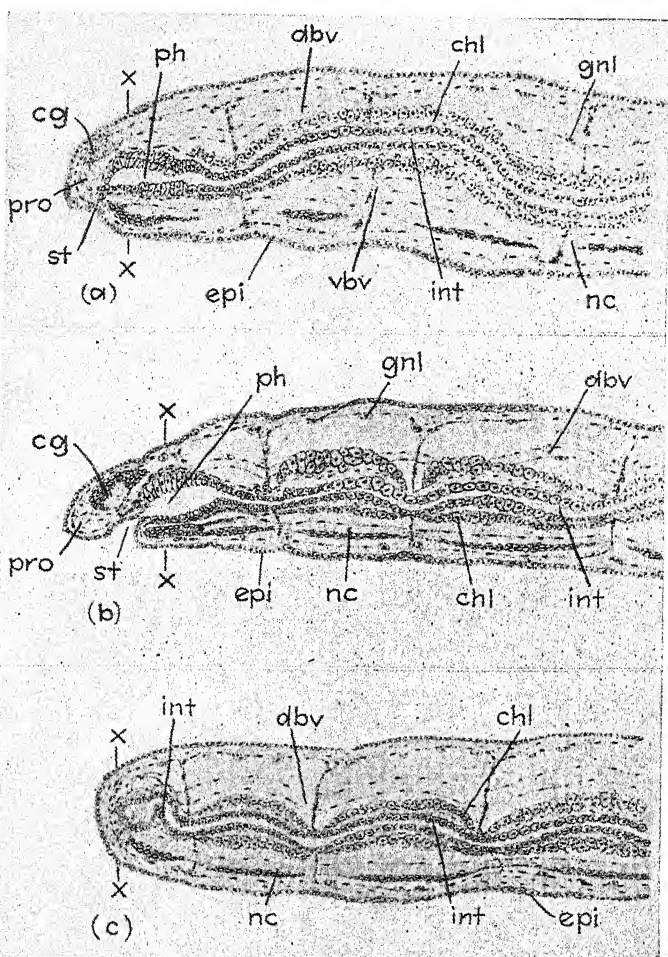 dbv
chl
ph
gnl
x
cg
pro
st
x
(a)
epi
vbv
int
nc
gnl
ph
dbv
x
cg
pro
st
x
epi
nc
chl
int
(b)
int
dbv
chl
x
x
nc
int
epi
(c)